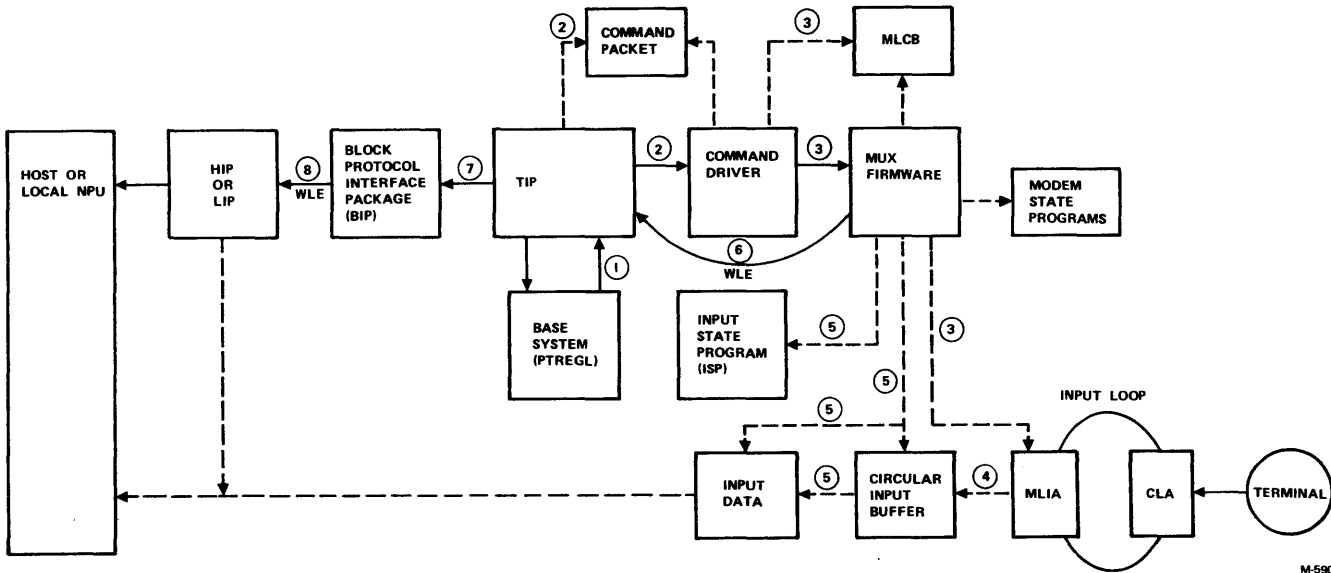 2
COMMAND
PACKET
3
MLCB
HOST OR
LOCAL NPU
HIP
OR
LIP
8
WLE
BLOCK
PROTOCOL
INTERFACE
PACKAGE
(BIP)
7
TIP
2
COMMAND
DRIVER
3
MUX
FIRMWARE
MODEM
STATE
PROGRAMS
6
WLE
1
BASE
SYSTEM
(PTREGL)
INPUT
STATE
PROGRAM
(ISP)
5
3
5
5
INPUT LOOP
INPUT
DATA
5
CIRCULAR
INPUT
BUFFER
4
MLIA
CLA
TERMINAL
M-590